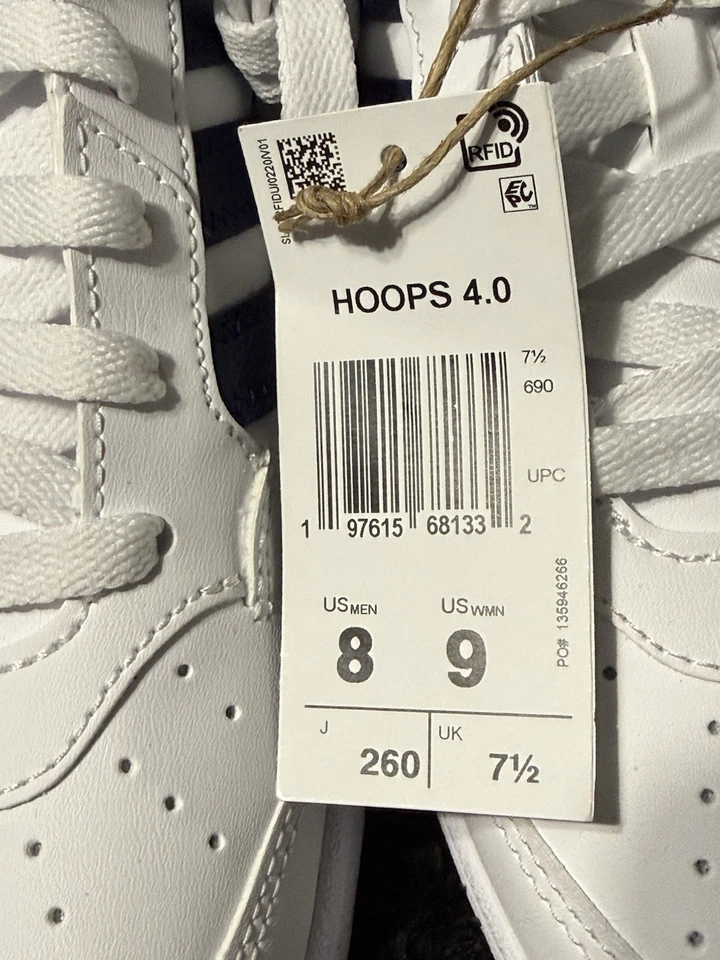 RFID
EPC
HOOPS 4.0
7½
690
UPC
1 97615 68133 2
PO# 135946266
US MEN US WMN
8 9
J 260 UK 7½